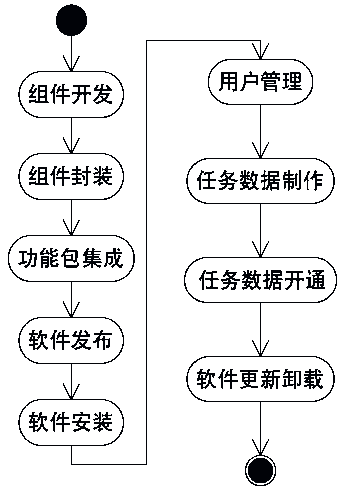 组件开发
组件封装
功能包集成
软件发布
软件安装
用户管理
任务数据制作
任务数据开通
软件更新卸载